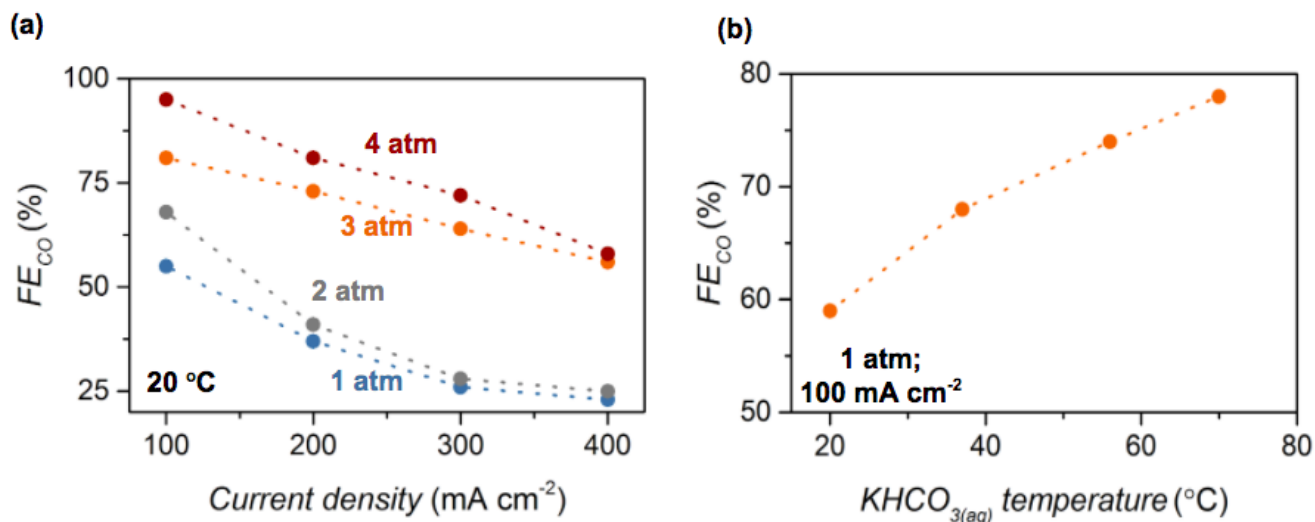 (a)
100
75
50
25
FE_CO (%)
4 atm
3 atm
2 atm
1 atm
20 °C
100 200 300 400
Current density (mA cm⁻²)
(b)
80
70
60
50
FE_CO (%)
1 atm;
100 mA cm⁻²
20 40 60 80
KHCO₃(aq) temperature (°C)